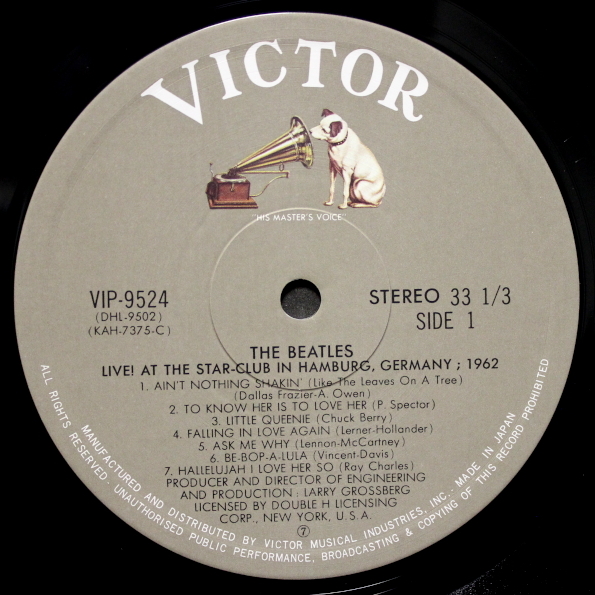 VICTOR
"HIS MASTER'S VOICE"
VIP-9524
(DHL-9502)
(KAH-7375-C)
STEREO 33 1/3
SIDE 1
THE BEATLES
LIVE! AT THE STAR-CLUB IN HAMBURG, GERMANY ; 1962
1. AIN'T NOTHING SHAKIN' (Like The Leaves On A Tree)
(Dallas Frazier-A. Owen)
2. TO KNOW HER IS TO LOVE HER (P. Spector)
3. LITTLE QUEENIE (Chuck Berry)
4. FALLING IN LOVE AGAIN (Lerner-Hollander)
5. ASK ME WHY (Lennon-McCartney)
6. BE-BOP-A-LULA (Vincent-Davis)
7. HALLELUJAH I LOVE HER SO (Ray Charles)
PRODUCER AND DIRECTOR OF ENGINEERING
AND PRODUCTION : LARRY GROSSBERG
LICENSED BY DOUBLE H LICENSING
CORP., NEW YORK, U.S.A.
⑦
MANUFACTURED AND DISTRIBUTED BY VICTOR MUSICAL INDUSTRIES, INC.: MADE IN JAPAN
ALL RIGHTS RESERVED. UNAUTHORISED PUBLIC PERFORMANCE, BROADCASTING & COPYING OF THIS RECORD PROHIBITED